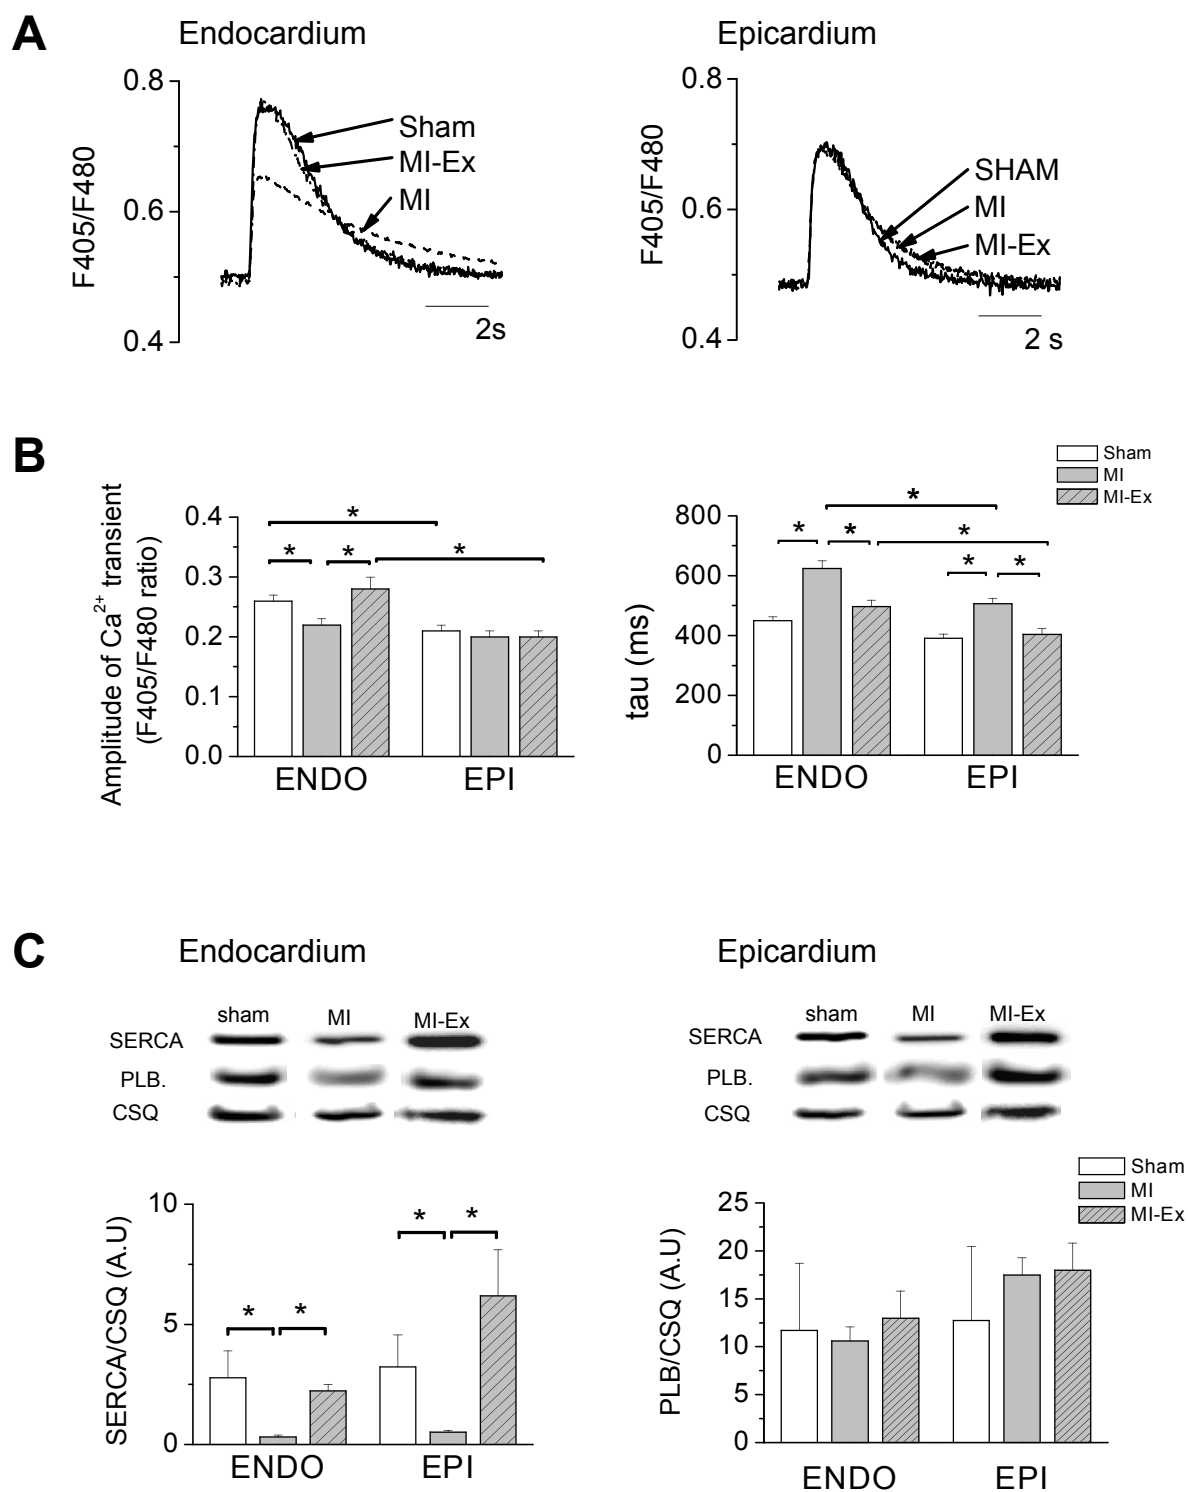 A
Endocardium
Epicardium
0.8
0.6
0.4
F405/F480
Sham
MI-Ex
MI
2s
0.8
0.6
0.4
F405/F480
SHAM
MI
MI-Ex
2 s
B
Sham
MI
MI-Ex
Amplitude of Ca2+ transient
(F405/F480 ratio)
0.4
0.3
0.2
0.1
0.0
*
*
*
*
ENDO
EPI
tau (ms)
800
600
400
200
0
*
*
*
*
*
*
ENDO
EPI
C
Endocardium
Epicardium
sham
MI
MI-Ex
SERCA
PLB.
CSQ
sham
MI
MI-Ex
SERCA
PLB.
CSQ
Sham
MI
MI-Ex
SERCA/CSQ (A.U)
10
5
0
*
*
*
*
ENDO
EPI
PLB/CSQ (A.U)
25
20
15
10
5
0
ENDO
EPI